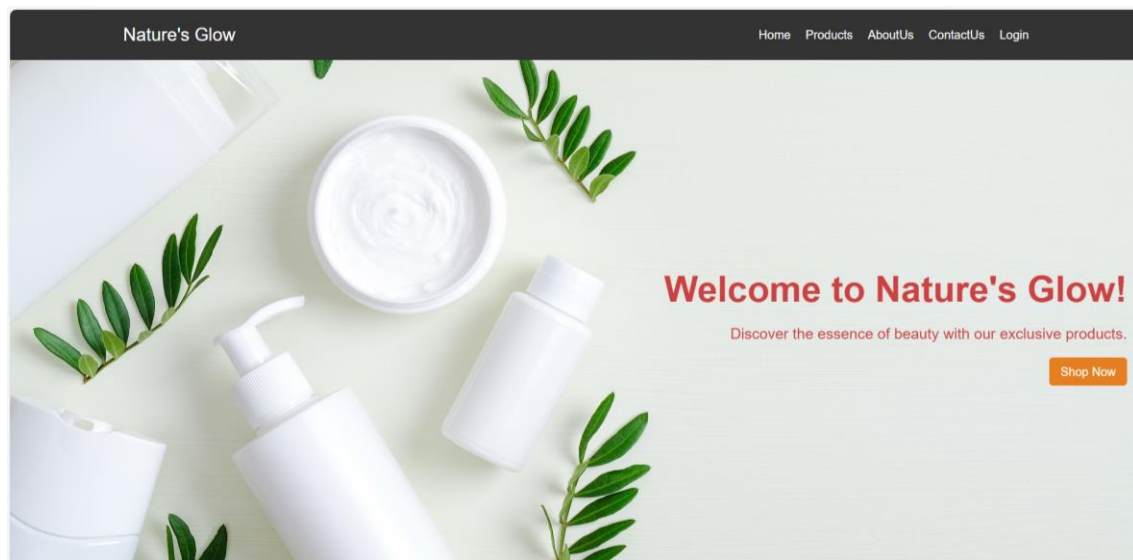 Nature's Glow
Home Products AboutUs ContactUs Login
Welcome to Nature's Glow!
Discover the essence of beauty with our exclusive products.
Shop Now